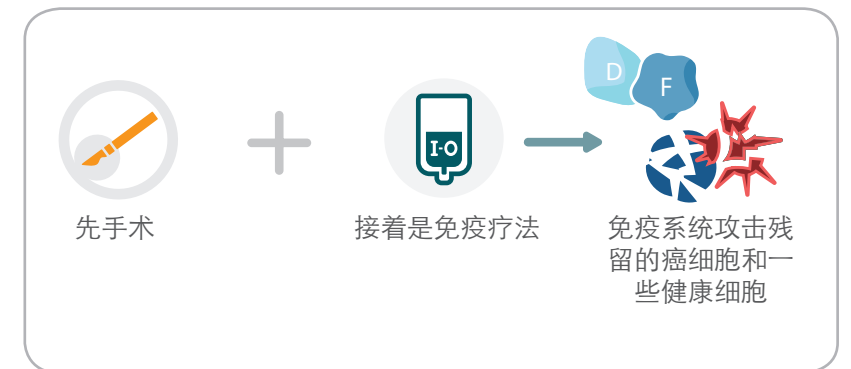 D
F
I-O
先手术
接着是免疫疗法
免疫系统攻击残
留的癌细胞和一
些健康细胞